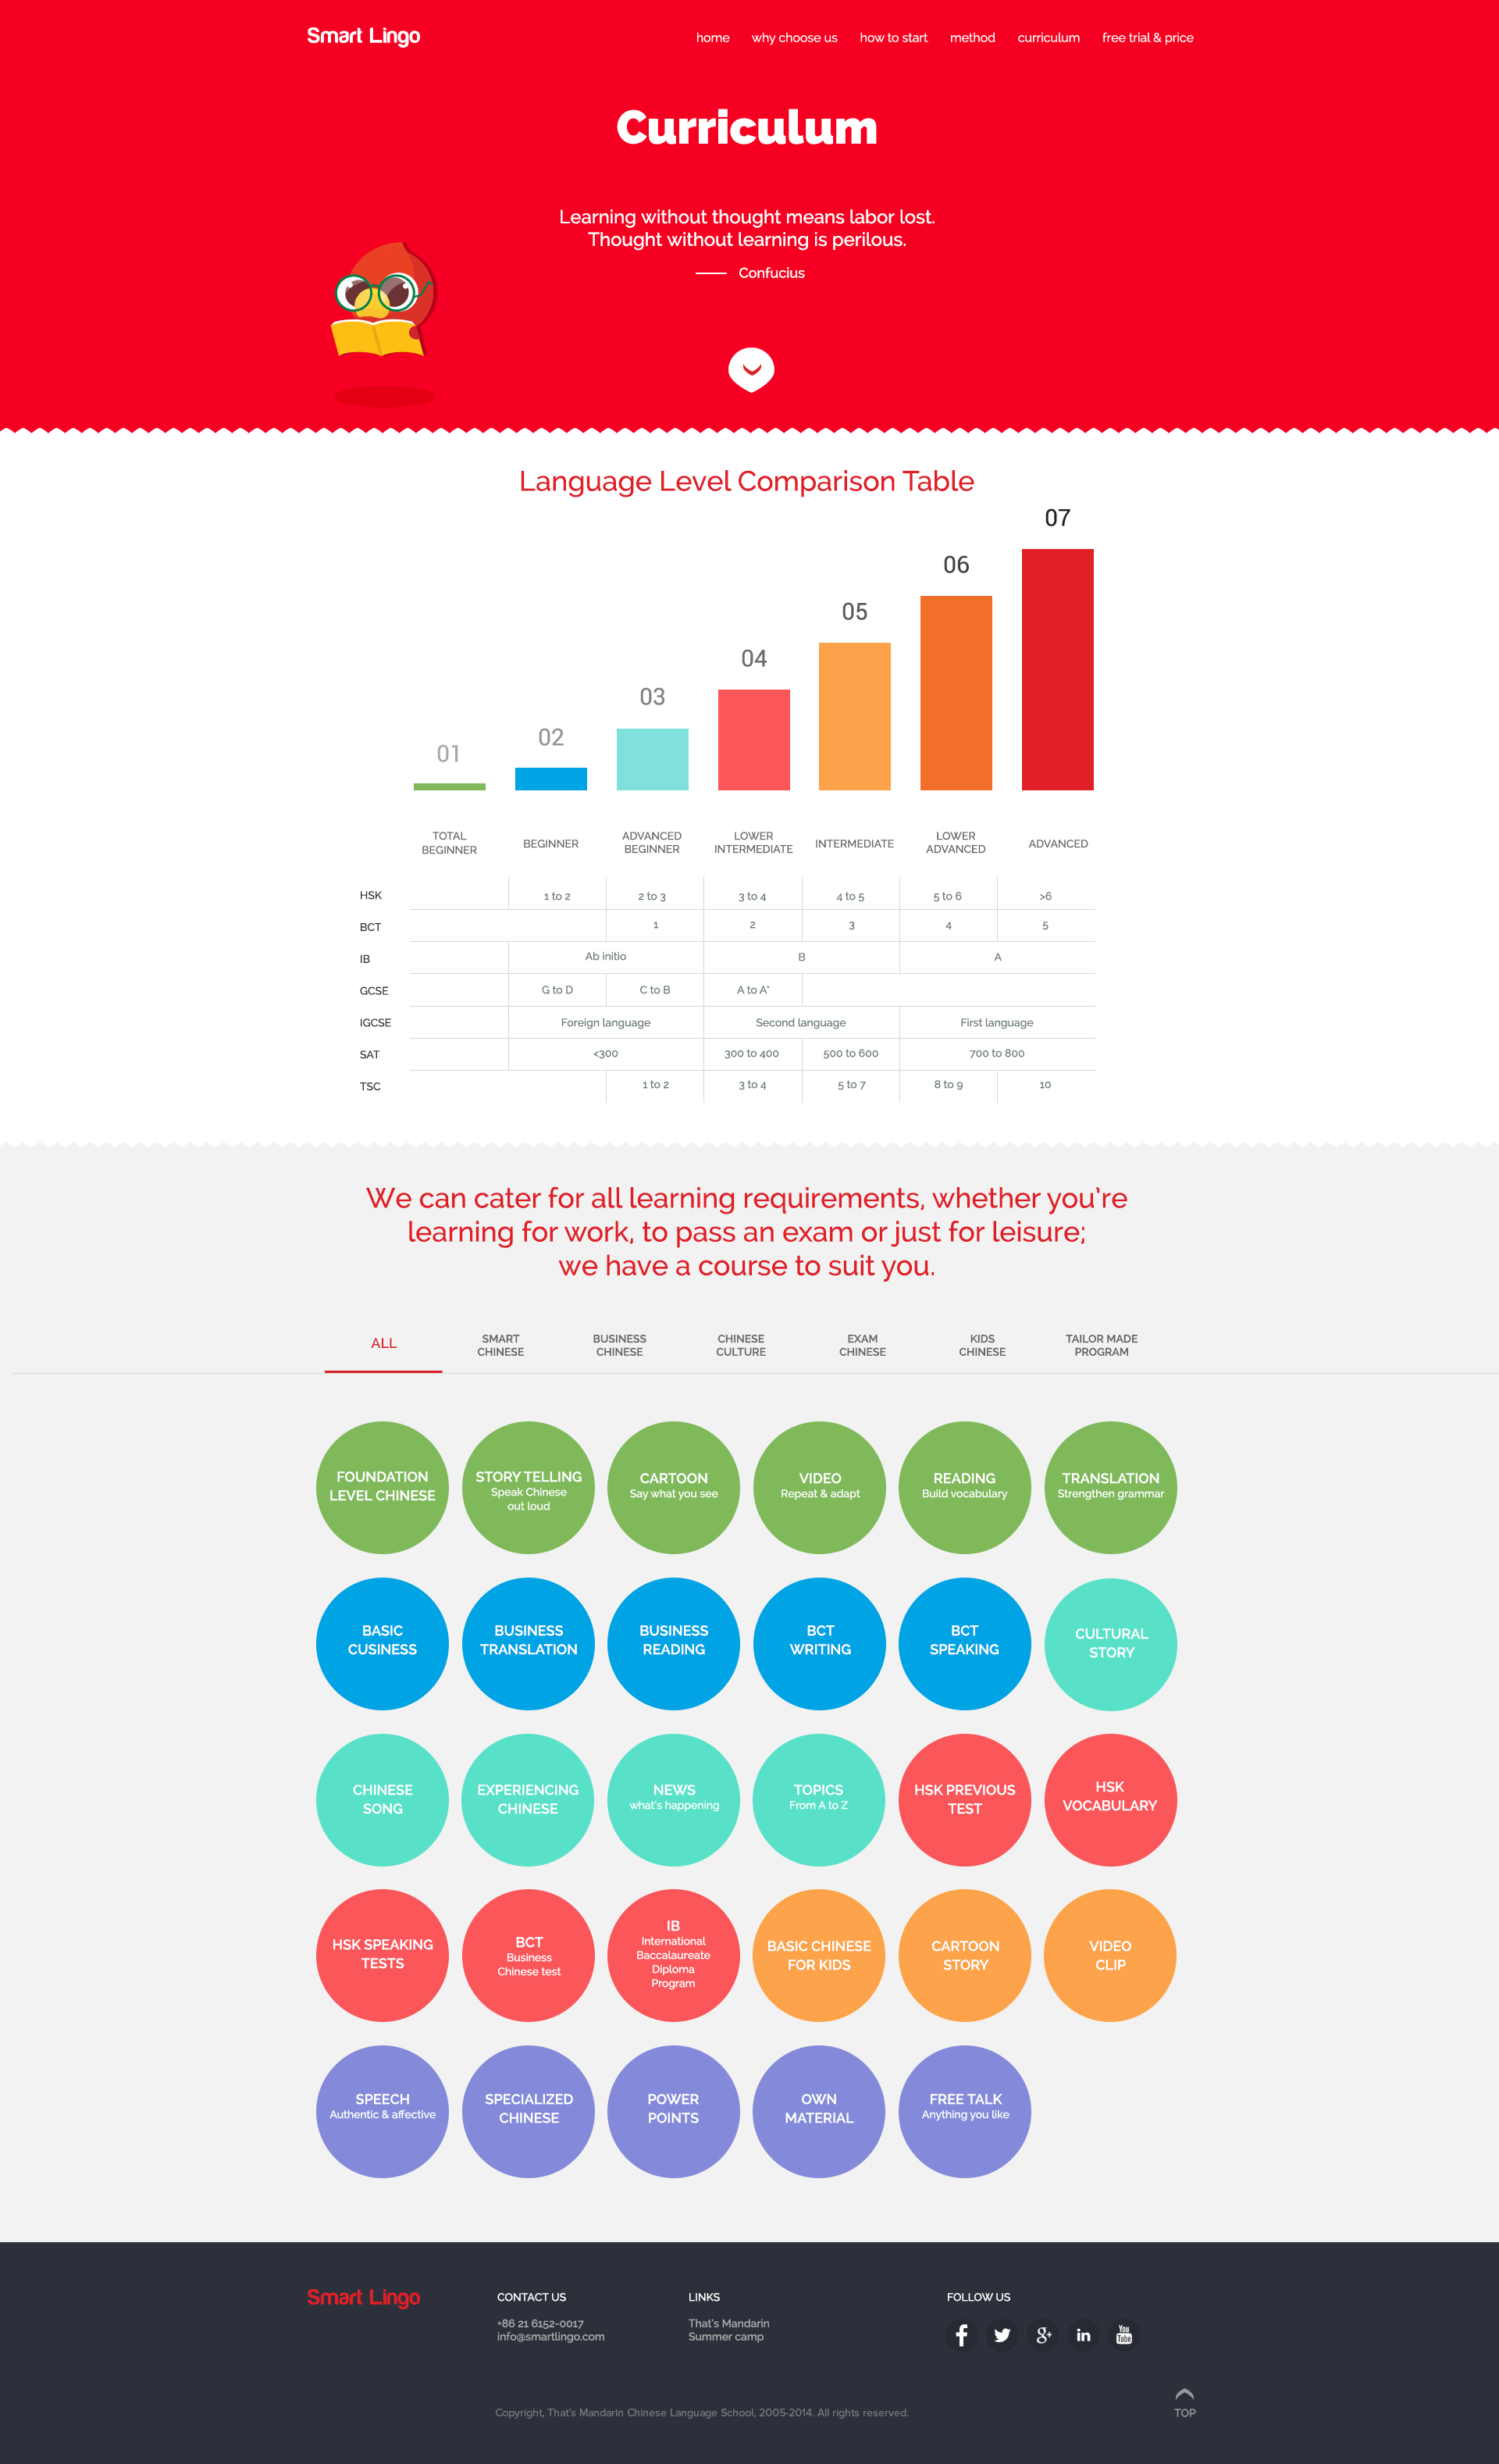 Smart Lingo
home why choose us how to start method curriculum free trial & price
Curriculum
Learning without thought means labor lost.
Thought without learning is perilous.
Confucius
Language Level Comparison Table
01 02 03 04 05 06 07
TOTAL
BEGINNER
BEGINNER
ADVANCED
BEGINNER
LOWER
INTERMEDIATE
INTERMEDIATE
LOWER
ADVANCED
ADVANCED
HSK 1 to 2 2 to 3 3 to 4 4 to 5 5 to 6 >6
BCT 1 2 3 4 5
IB Ab initio B A
GCSE G to D C to B A to A*
IGCSE Foreign language Second language First language
SAT <300 300 to 400 500 to 600 700 to 800
TSC 1 to 2 3 to 4 5 to 7 8 to 9 10
We can cater for all learning requirements, whether you're
learning for work, to pass an exam or just for leisure;
we have a course to suit you.
ALL
SMART
CHINESE
BUSINESS
CHINESE
CHINESE
CULTURE
EXAM
CHINESE
KIDS
CHINESE
TAILOR MADE
PROGRAM
FOUNDATION
LEVEL CHINESE
STORY TELLING
Speak Chinese
out loud
CARTOON
Say what you see
VIDEO
Repeat & adapt
READING
Build vocabulary
TRANSLATION
Strengthen grammar
BASIC
CUSINESS
BUSINESS
TRANSLATION
BUSINESS
READING
BCT
WRITING
BCT
SPEAKING
CULTURAL
STORY
CHINESE
SONG
EXPERIENCING
CHINESE
NEWS
what's happening
TOPICS
From A to Z
HSK PREVIOUS
TEST
HSK
VOCABULARY
HSK SPEAKING
TESTS
BCT
Business
Chinese test
IB
International
Baccalaureate
Diploma
Program
BASIC CHINESE
FOR KIDS
CARTOON
STORY
VIDEO
CLIP
SPEECH
Authentic & affective
SPECIALIZED
CHINESE
POWER
POINTS
OWN
MATERIAL
FREE TALK
Anything you like
Smart Lingo
CONTACT US
+86 21 6152-0017
info@smartlingo.com
LINKS
That's Mandarin
Summer camp
FOLLOW US
f
g+
in
You
Tube
Copyright, That's Mandarin Chinese Language School, 2005-2014. All rights reserved.
TOP